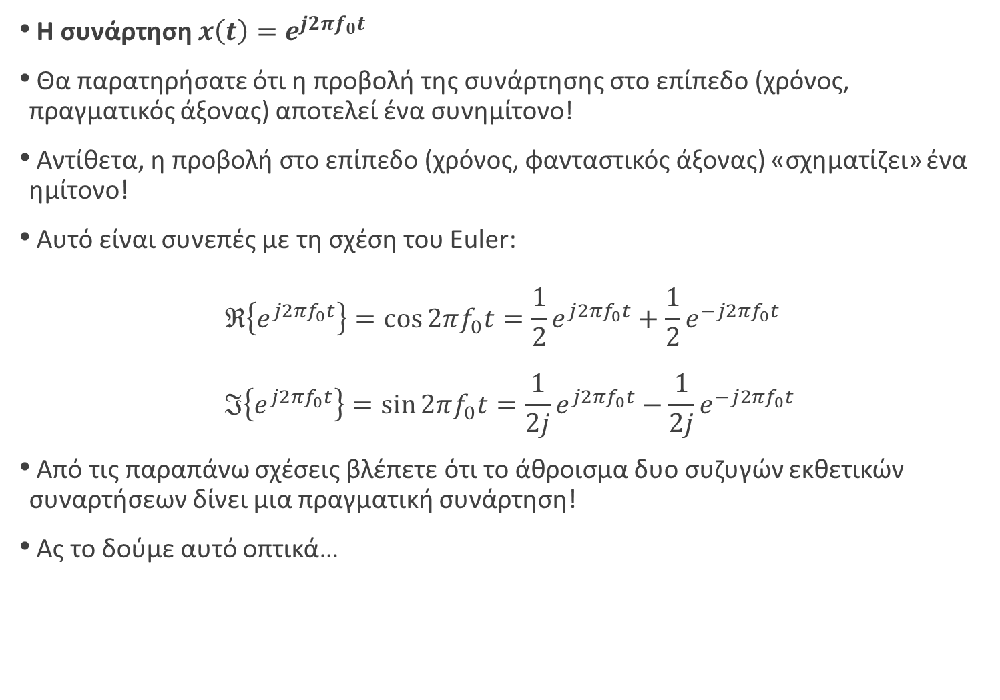 • Η συνάρτηση $x(t) = e^{j2\pi f_0 t}$
• Θα παρατηρήσατε ότι η προβολή της συνάρτησης στο επίπεδο (χρόνος,
πραγματικός άξονας) αποτελεί ένα συνημίτονο!
• Αντίθετα, η προβολή στο επίπεδο (χρόνος, φανταστικός άξονας) «σχηματίζει» ένα
ημίτονο!
• Αυτό είναι συνεπές με τη σχέση του Euler:
$\Re\{e^{j2\pi f_0 t}\} = \cos 2\pi f_0 t = \frac{1}{2} e^{j2\pi f_0 t} + \frac{1}{2} e^{-j2\pi f_0 t}$
$\Im\{e^{j2\pi f_0 t}\} = \sin 2\pi f_0 t = \frac{1}{2j} e^{j2\pi f_0 t} - \frac{1}{2j} e^{-j2\pi f_0 t}$
• Από τις παραπάνω σχέσεις βλέπετε ότι το άθροισμα δυο συζυγών εκθετικών
συναρτήσεων δίνει μια πραγματική συνάρτηση!
• Ας το δούμε αυτό οπτικά…